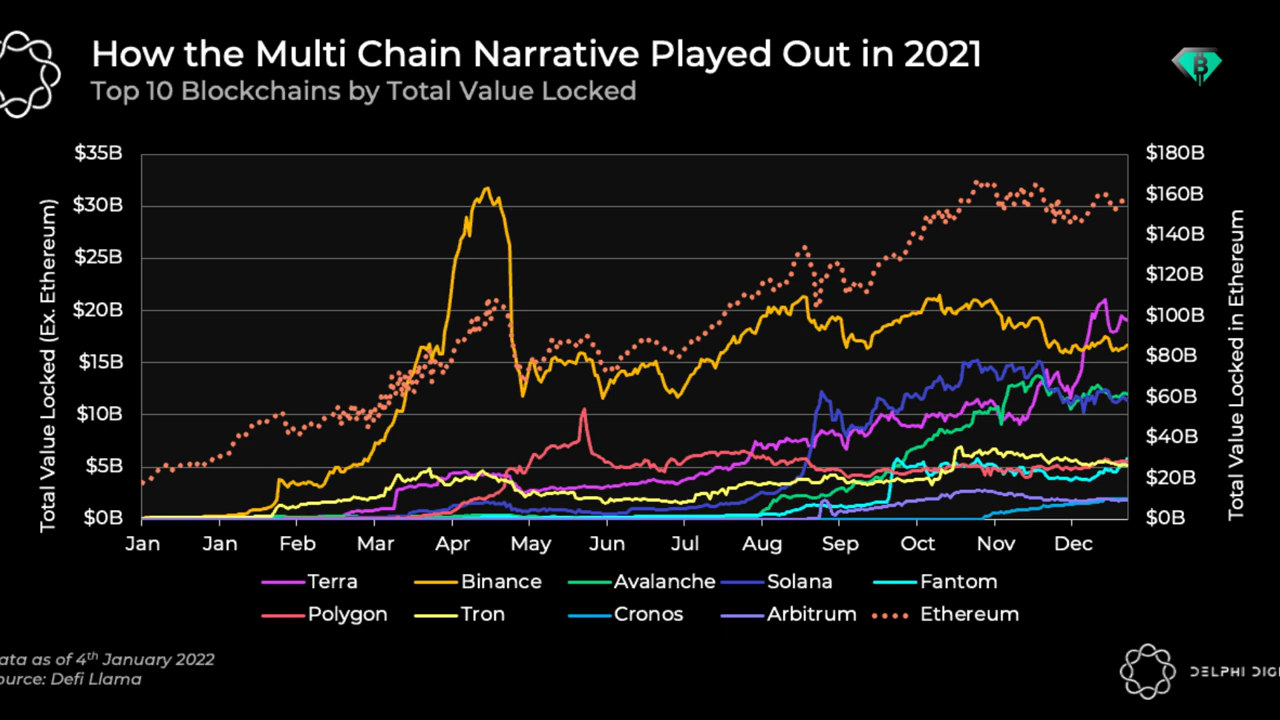 How the Multi Chain Narrative Played Out in 2021
Top 10 Blockchains by Total Value Locked
B
$35B
$30B
$25B
$20B
$15B
$10B
$5B
$0B
Total Value Locked (Ex. Ethereum)
$180B
$160B
$140B
$120B
$100B
$80B
$60B
$40B
$20B
$0B
Total Value Locked in Ethereum
Jan Jan Feb Mar Apr May Jun Jul Aug Sep Oct Nov Dec
Terra Binance Avalanche Solana Fantom
Polygon Tron Cronos Arbitrum Ethereum
ata as of 4th January 2022
ource: Defi Llama
DELPHI DIGI